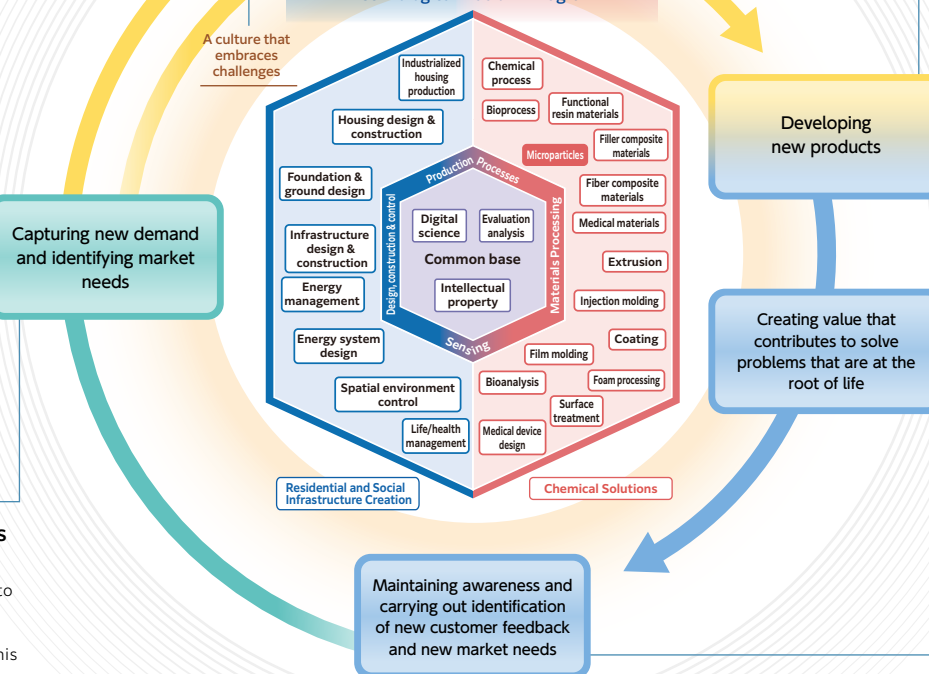 A culture that
embraces
challenges
Industrialized
housing
production
Housing design &
construction
Foundation &
ground design
Infrastructure
design &
construction
Energy
management
Energy system
design
Spatial environment
control
Life/health
management
Chemical
process
Bioprocess
Functional
resin materials
Filler composite
materials
Microparticles
Fiber composite
materials
Medical materials
Extrusion
Injection molding
Coating
Film molding
Foam processing
Bioanalysis
Surface
treatment
Medical device
design
Production Processes
Design, construction & control
Materials Processing
Sensing
Digital
science
Evaluation
analysis
Common base
Intellectual
property
Residential and Social
Infrastructure Creation
Chemical Solutions
Developing
new products
Creating value that
contributes to solve
problems that are at the
root of life
Maintaining awareness and
carrying out identification
of new customer feedback
and new market needs
Capturing new demand
and identifying market
needs